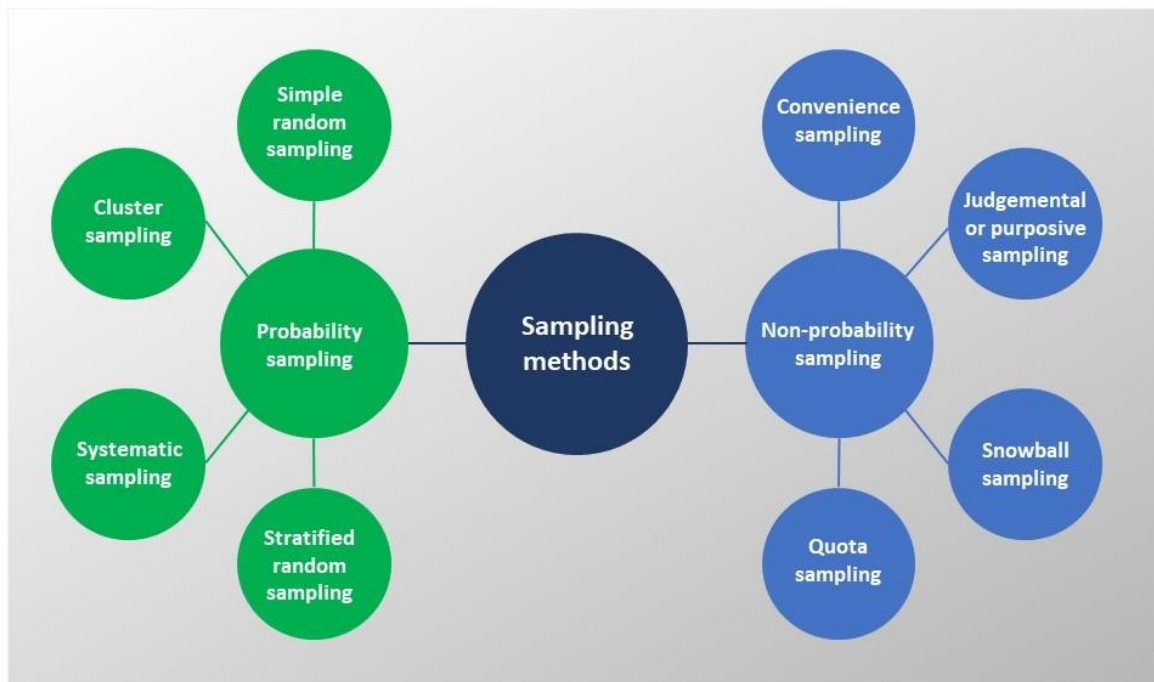 Simple
random
sampling
Cluster
sampling
Probability
sampling
Systematic
sampling
Stratified
random
sampling
Sampling
methods
Convenience
sampling
Judgemental
or purposive
sampling
Non-probability
sampling
Snowball
sampling
Quota
sampling